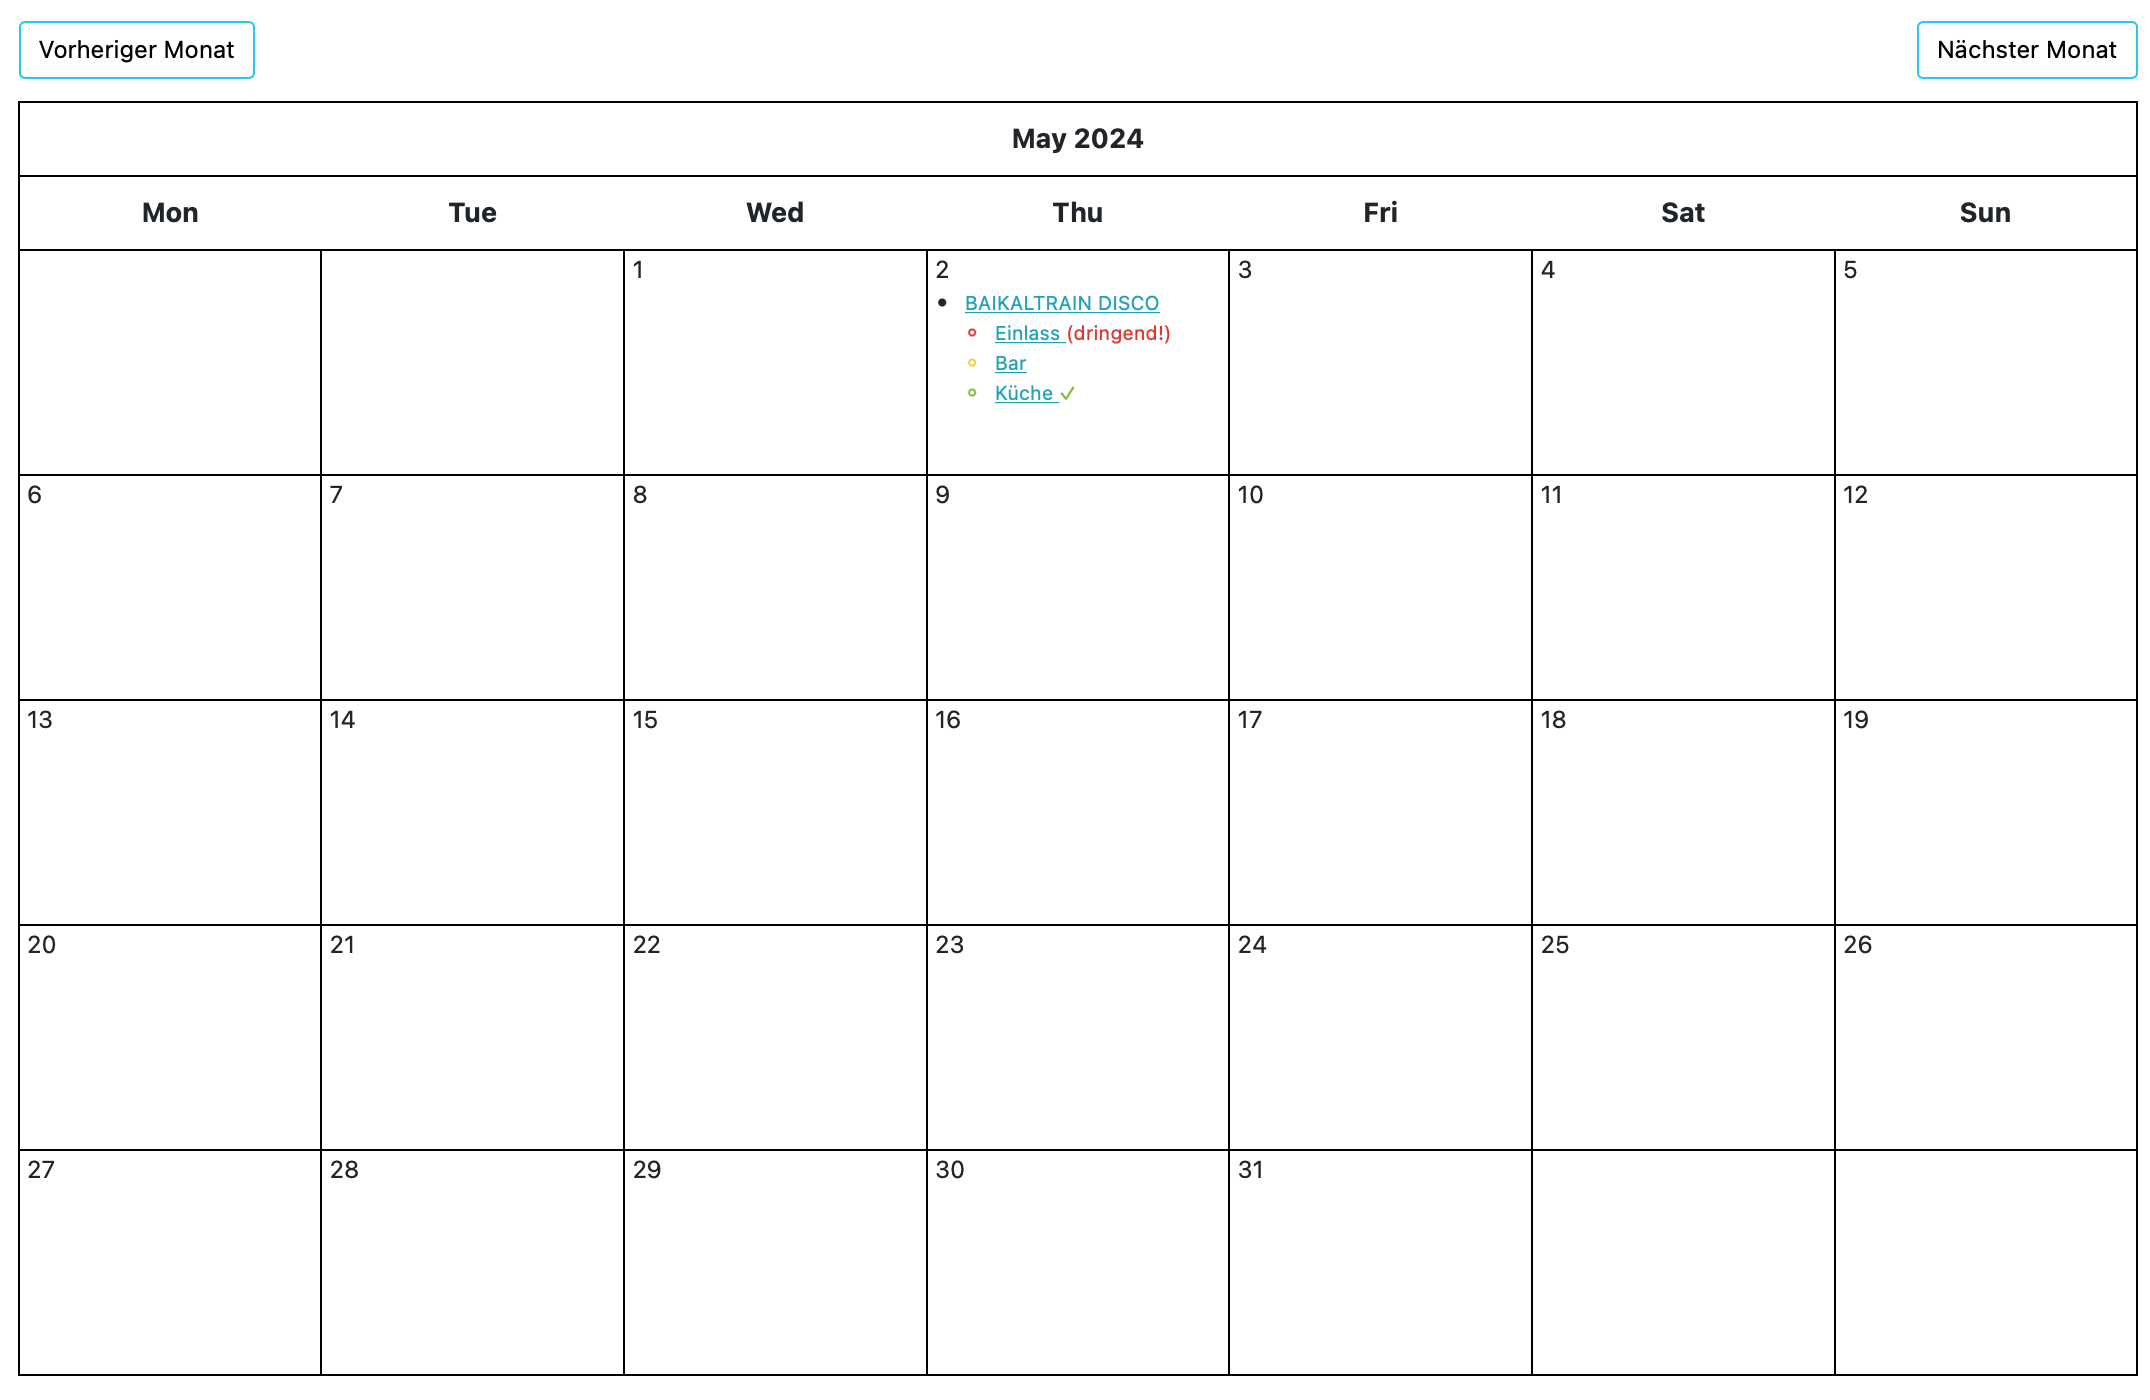 Vorheriger Monat
Nächster Monat
May 2024
Mon Tue Wed Thu Fri Sat Sun
1 2 3 4 5
BAIKALTRAIN DISCO
Einlass (dringend!)
Bar
Küche ✓
6 7 8 9 10 11 12
13 14 15 16 17 18 19
20 21 22 23 24 25 26
27 28 29 30 31